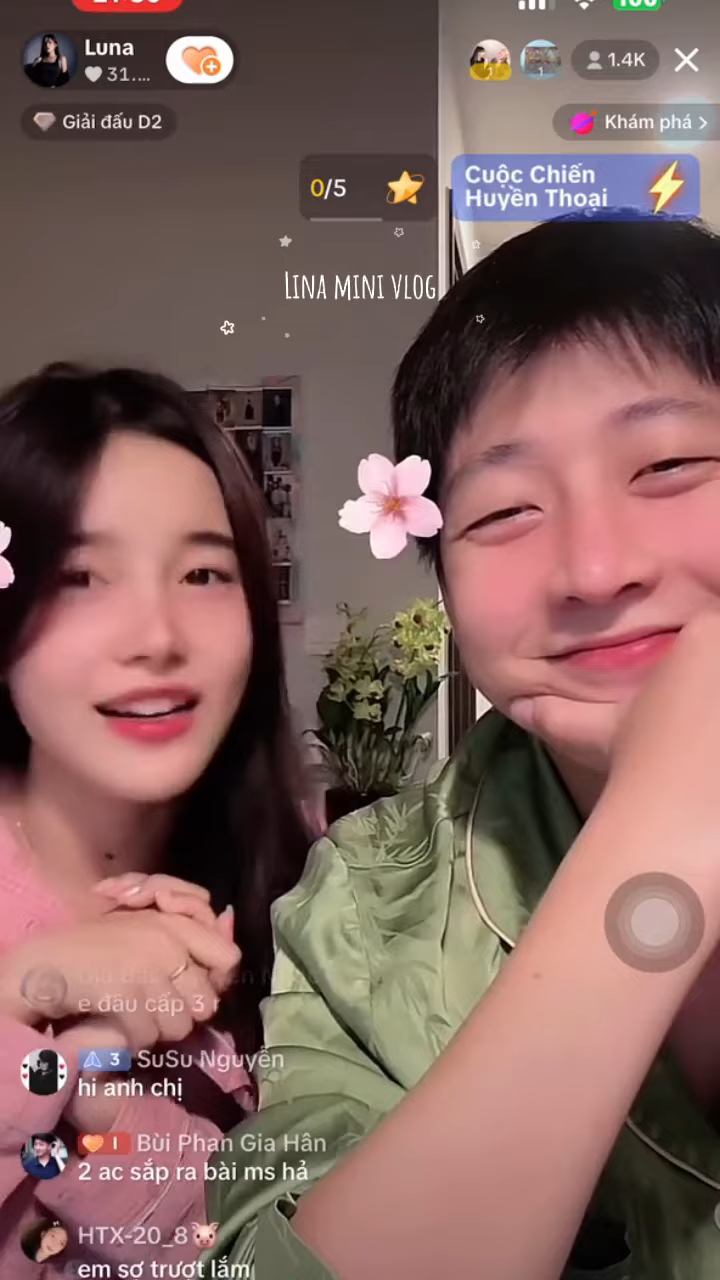 Luna
31....
1.4K
Giải đấu D2
Khám phá >
0/5
Cuộc Chiến
Huyền Thoại
LINA MINI VLOG
e đâu cấp 3 r
3 SuSu Nguyễn
hi anh chị
I Bùi Phan Gia Hân
2 ac sắp ra bài ms hả
HTX-20_8🐷
em sợ trượt lắm